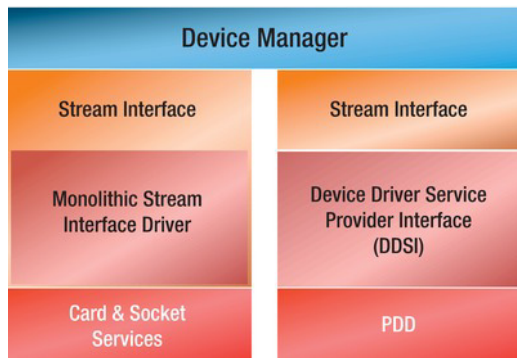 Device Manager
Stream Interface
Monolithic Stream
Interface Driver
Card & Socket
Services
Stream Interface
Device Driver Service
Provider Interface
(DDSI)
PDD